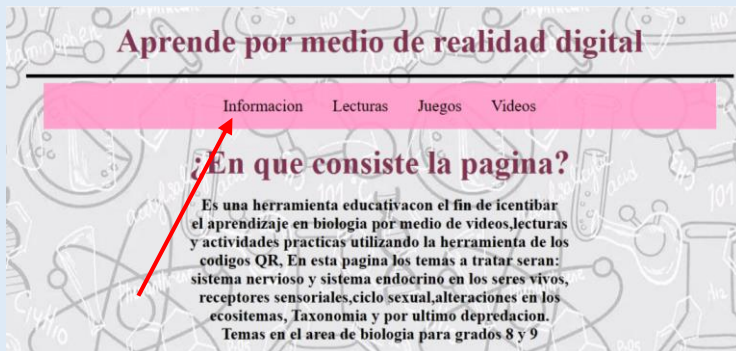 Aprende por medio de realidad digital
Informacion Lecturas Juegos Videos
¿En que consiste la pagina?
Es una herramienta educativacon el fin de icentibar
el aprendizaje en biologia por medio de videos,lecturas
y actividades practicas utilizando la herramienta de los
codigos QR, En esta pagina los temas a tratar seran:
sistema nervioso y sistema endocrino en los seres vivos,
receptores sensoriales,ciclo sexual,alteraciones en los
ecositemas, Taxonomia y por ultimo depredacion.
Temas en el area de biologia para grados 8 y 9